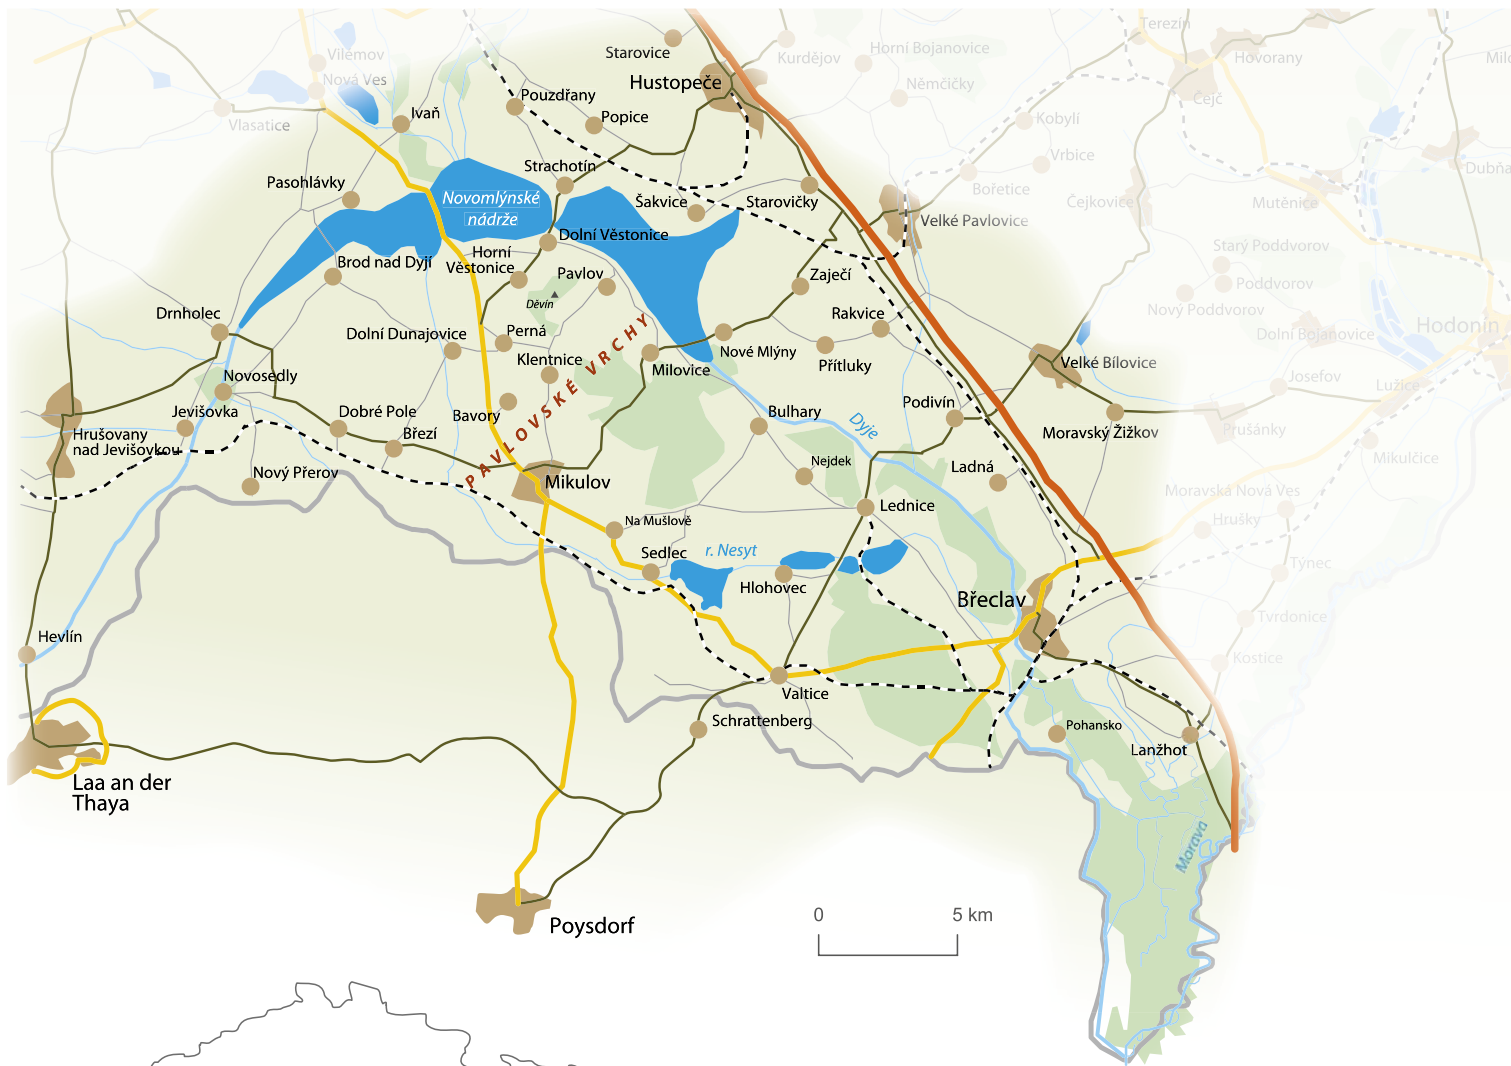 Starovice
Hustopeče
Kurdějov
Horní Bojanovice
Němčičky
Terezín
Hovorany
Čejč
Vilémov
Nová Ves
Vlasatice
Ivaň
Pouzdřany
Popice
Kobylí
Vrbice
Bořetice
Čejkovice
Mutěnice
Strachotín
Pasohlávky
Novomlýnské
nádrže
Šakvice
Starovičky
Velké Pavlovice
Dolní Věstonice
Horní
Věstonice
Brod nad Dyjí
Pavlov
Děvín
Zaječí
Starý Poddvorov
Poddvorov
Nový Poddvorov
Dolní Bojanovice
Hodonín
Drnholec
Dolní Dunajovice
Perná
Klentnice
PAVLOVSKÉ VRCHY
Rakvice
Přítluky
Nové Mlýny
Milovice
Velké Bílovice
Josefov
Lužice
Novosedly
Jevišovka
Dobré Pole
Březí
Bavory
Bulhary
Dyje
Podivín
Moravský Žižkov
Prušánky
Mikulčice
Hrušovany
nad Jevišovkou
Nový Přerov
Mikulov
Nejdek
Ladná
Lednice
Moravská Nová Ves
Hrušky
Týnec
Na Mušlově
Sedlec
r. Nesyt
Hlohovec
Břeclav
Tvrdonice
Kostice
Hevlín
Valtice
Schrattenberg
Pohansko
Lanžhot
Laa an der
Thaya
Morava
Poysdorf
0
5 km